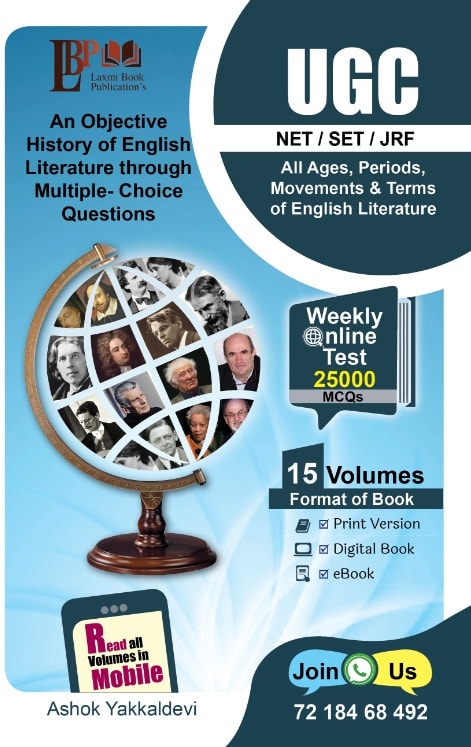 LBP
Laxmi Book
Publication's
UGC
NET / SET / JRF
All Ages, Periods,
Movements & Terms
of English Literature
An Objective
History of English
Literature through
Multiple- Choice
Questions
Weekly
Online
Test
25000
MCQs
15 Volumes
Format of Book
Print Version
Digital Book
eBook
Read all
Volumes in
Mobile
Ashok Yakkaldevi
Join Us
72 184 68 492